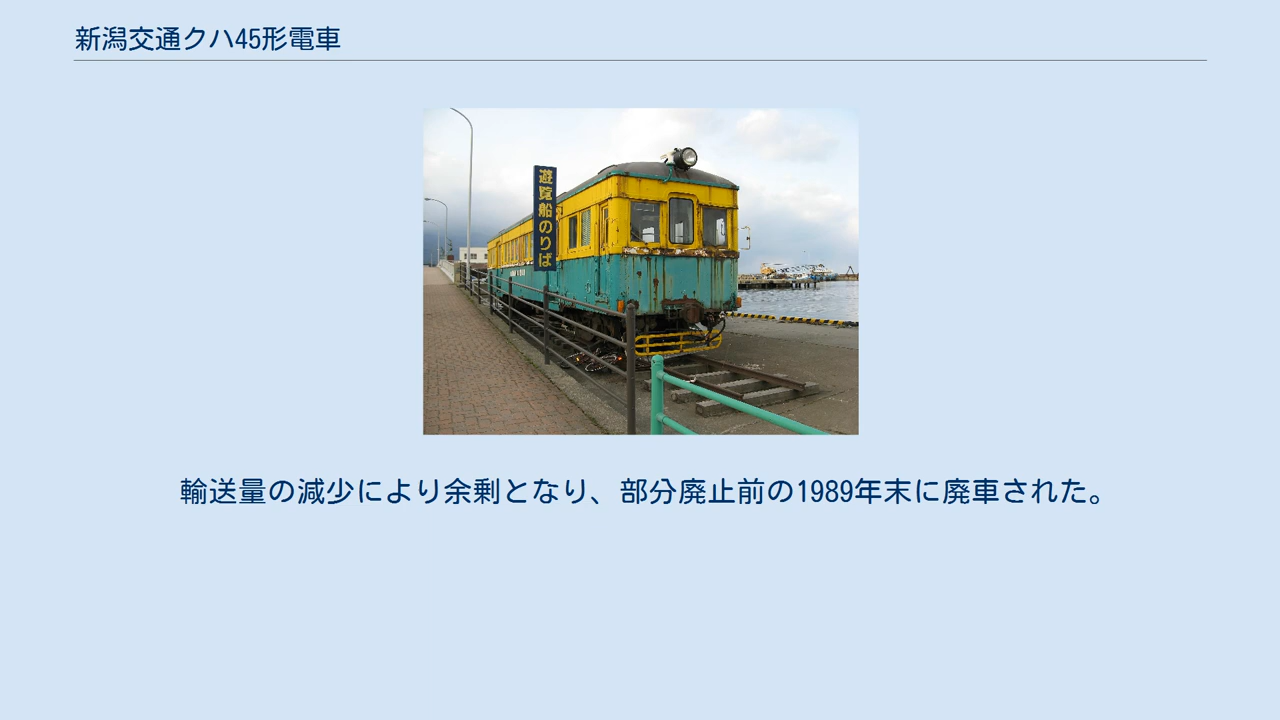 新潟交通クハ45形電車
遊覧船のりば
輸送量の減少により余剰となり、部分廃止前の1989年末に廃車された。